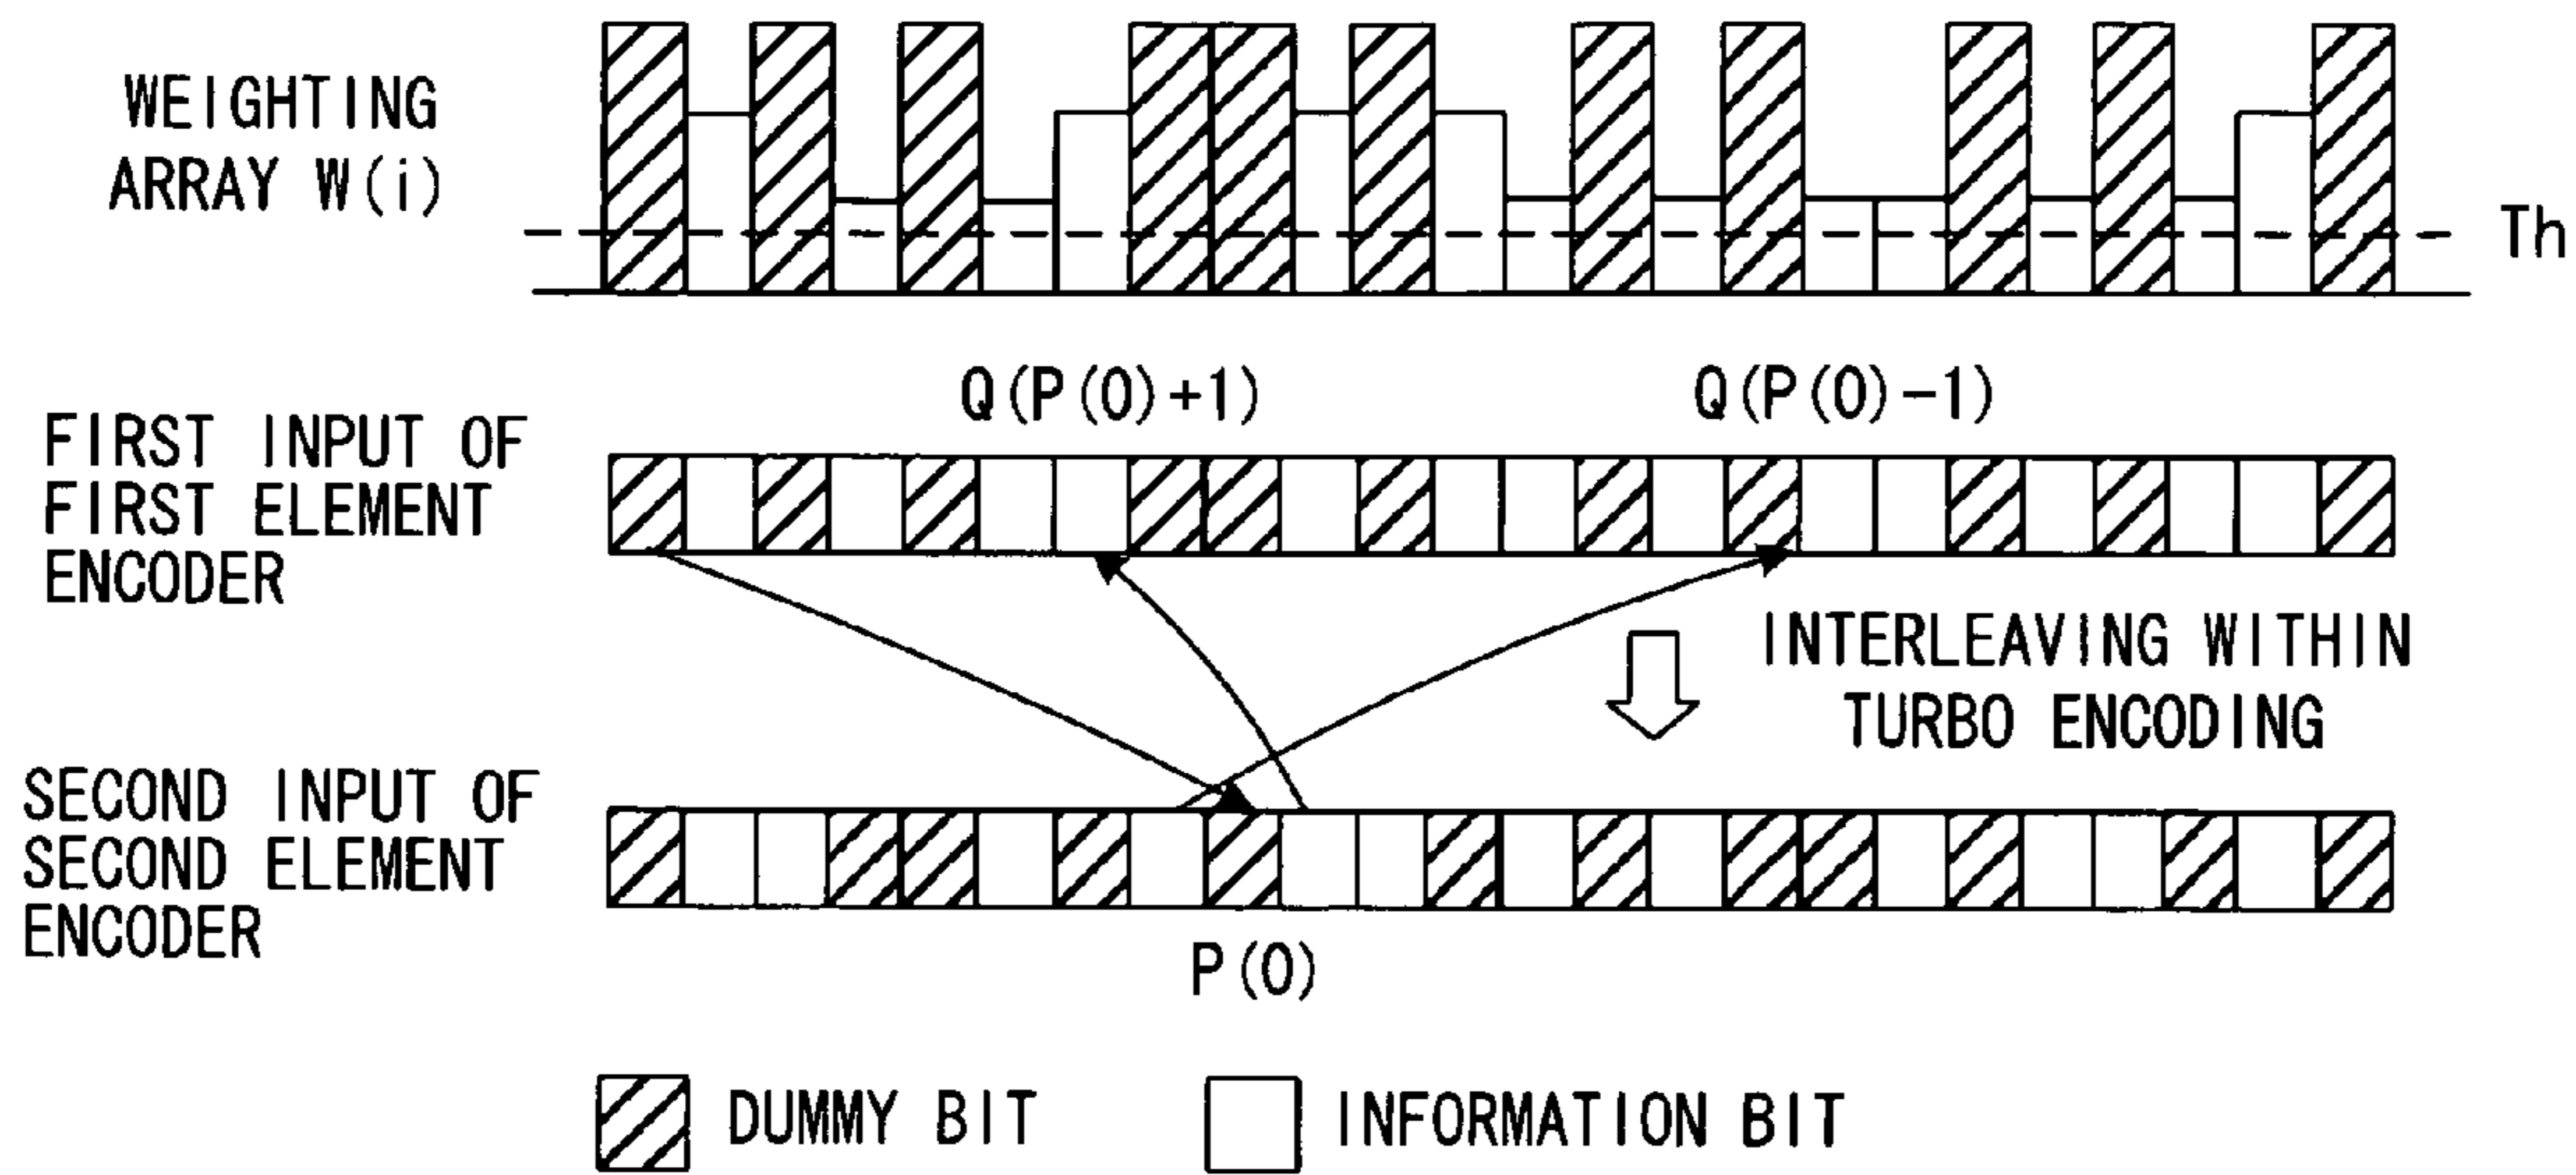 WEIGHTING
ARRAY W(i)
Th
Q(P(0)+1)
Q(P(0)-1)
FIRST INPUT OF
FIRST ELEMENT
ENCODER
INTERLEAVING WITHIN
TURBO ENCODING
SECOND INPUT OF
SECOND ELEMENT
ENCODER
P(0)
DUMMY BIT
INFORMATION BIT